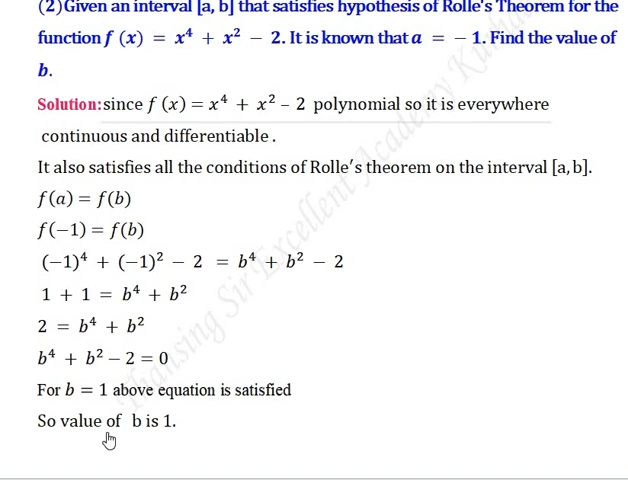 (2)Given an interval [a, b] that satisfies hypothesis of Rolle's Theorem for the
function f (x) = x⁴ + x² − 2. It is known that a = − 1. Find the value of
b.
Solution: since f (x) = x⁴ + x² – 2 polynomial so it is everywhere
continuous and differentiable .
It also satisfies all the conditions of Rolle's theorem on the interval [a, b].
f(a) = f(b)
f(−1) = f(b)
(−1)⁴ + (−1)² − 2 = b⁴ + b² − 2
1 + 1 = b⁴ + b²
2 = b⁴ + b²
b⁴ + b² – 2 = 0
For b = 1 above equation is satisfied
So value of b is 1.
Thansing Sir Excellent Academy